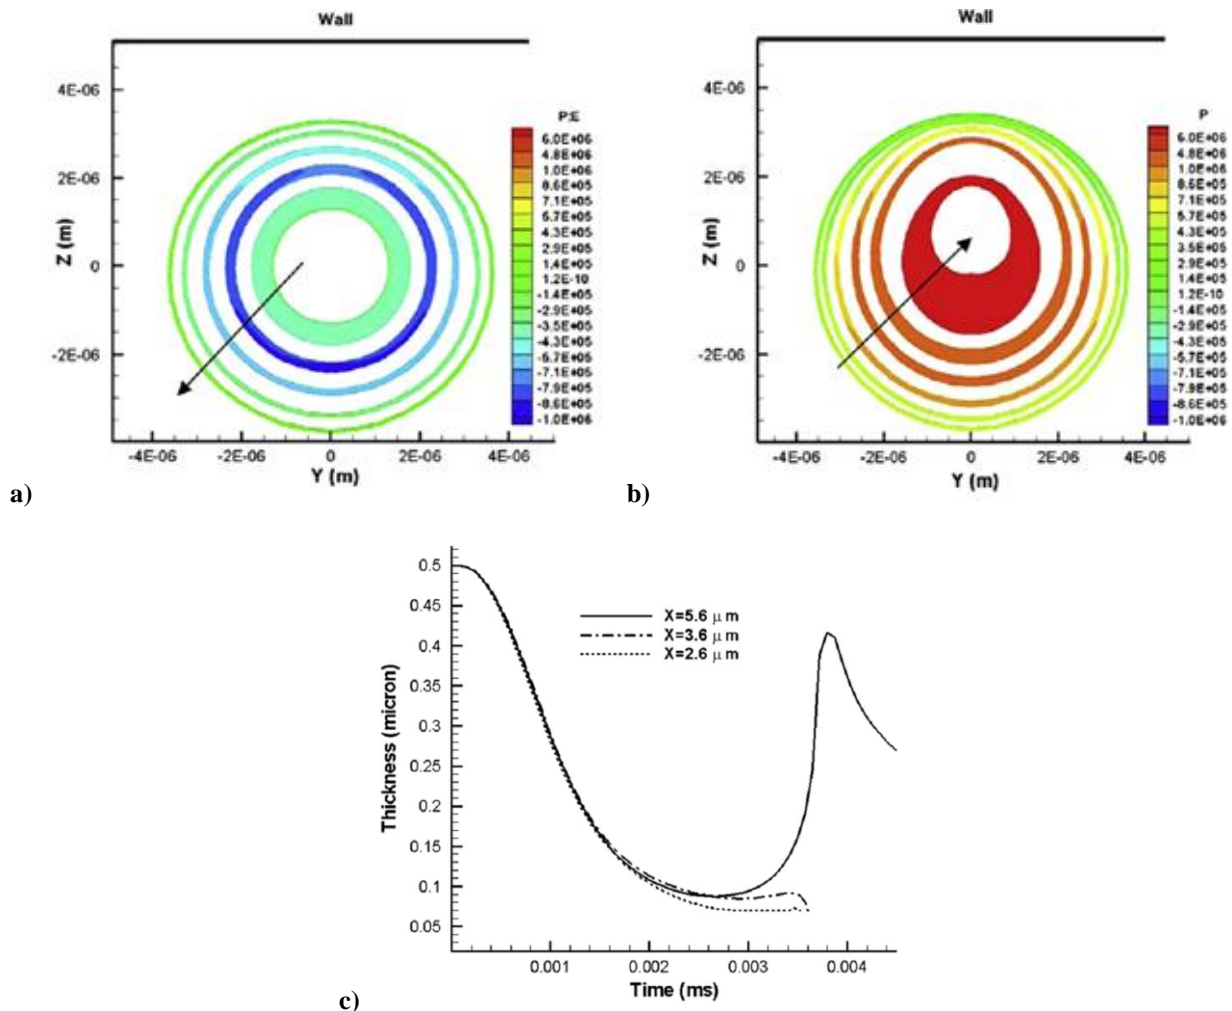 Wall
4E-06
2E-06
0
-2E-06
Z (m)
-4E-06
-2E-06
0
2E-06
4E-06
Y (m)
P:E
6.0E+06
4.8E+06
1.0E+06
8.6E+05
7.1E+05
5.7E+05
4.3E+05
2.9E+05
1.4E+05
1.2E-10
-1.4E+05
-2.9E+05
-3.5E+05
-4.3E+05
-5.7E+05
-7.1E+05
-7.9E+05
-8.6E+05
-1.0E+06
a)
Wall
4E-06
2E-06
0
-2E-06
Z (m)
-4E-06
-2E-06
0
2E-06
4E-06
Y (m)
P
6.0E+06
4.8E+06
1.0E+06
8.6E+05
7.1E+05
5.7E+05
4.3E+05
3.5E+05
2.9E+05
1.4E+05
1.2E-10
-1.4E+05
-2.9E+05
-4.3E+05
-5.7E+05
-7.1E+05
-7.9E+05
-8.6E+05
-1.0E+06
b)
0.5
0.45
0.4
0.35
0.3
0.25
0.2
0.15
0.1
0.05
Thickness (micron)
X=5.6 μ m
X=3.6 μ m
X=2.6 μ m
0.001
0.002
0.003
0.004
Time (ms)
c)